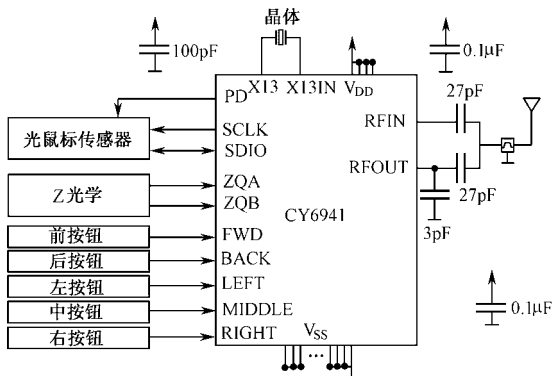 晶体
100pF
0.1μF
X13 X13IN VDD
27pF
PD
RFIN
SCLK
光鼠标传感器
SDIO
RFOUT
ZQA
Z光学
ZQB
27pF
CY6941
3pF
前按钮
FWD
后按钮
BACK
左按钮
LEFT
中按钮
MIDDLE
0.1μF
右按钮
RIGHT
VSS
...